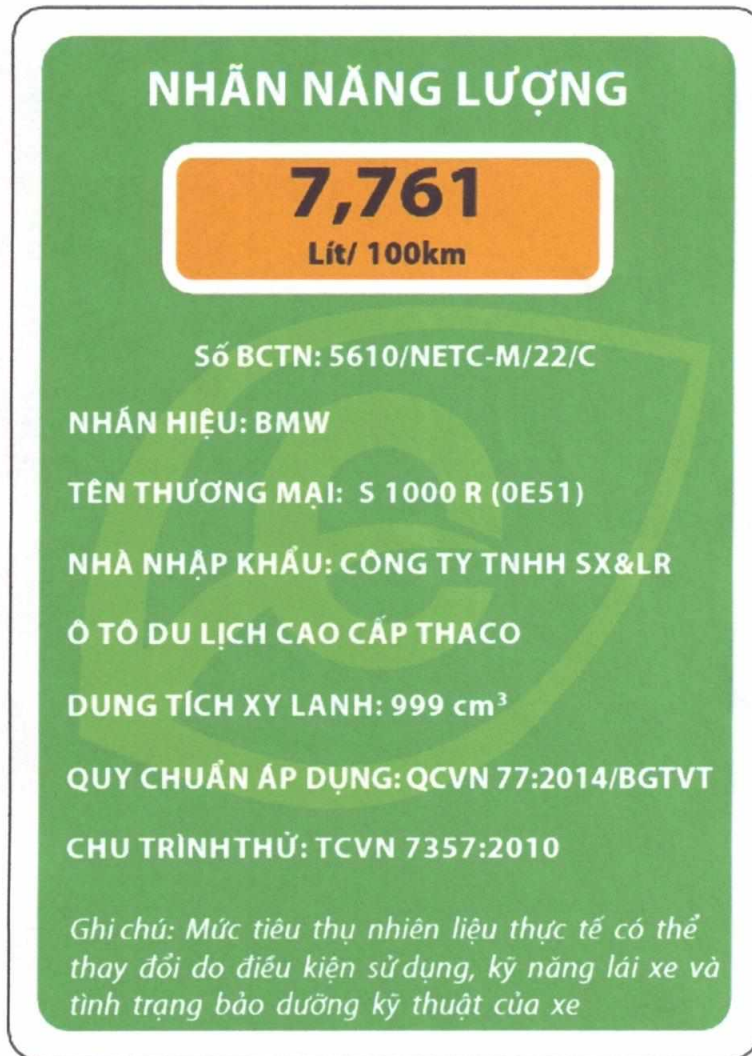 NHÃN NĂNG LƯỢNG
7,761
Lít/ 100km
Số BCTN: 5610/NETC-M/22/C
NHÁN HIỆU: BMW
TÊN THƯƠNG MẠI: S 1000 R (0E51)
NHÀ NHẬP KHẨU: CÔNG TY TNHH SX&LR
Ô TÔ DU LỊCH CAO CẤP THACO
DUNG TÍCH XY LANH: 999 cm³
QUY CHUẨN ÁP DỤNG: QCVN 77:2014/BGTVT
CHU TRÌNH THỬ: TCVN 7357:2010
Ghi chú: Mức tiêu thụ nhiên liệu thực tế có thể
thay đổi do điều kiện sử dụng, kỹ năng lái xe và
tình trạng bảo dưỡng kỹ thuật của xe